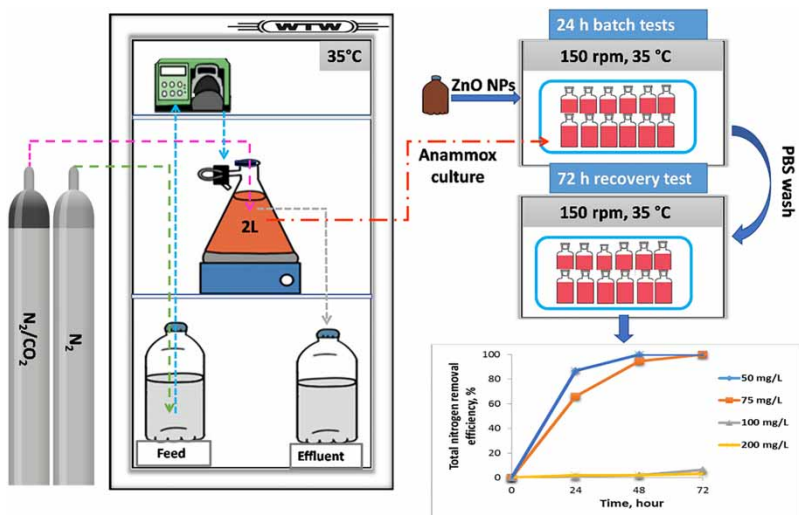 WTW
35°C
2L
N₂/CO₂
N₂
Feed
Effluent
24 h batch tests
150 rpm, 35 °C
ZnO NPs
Anammox
culture
PBS wash
72 h recovery test
150 rpm, 35 °C
Total nitrogen removal
efficiency, %
100
80
60
40
20
0
0
24
48
72
Time, hour
50 mg/L
75 mg/L
100 mg/L
200 mg/L